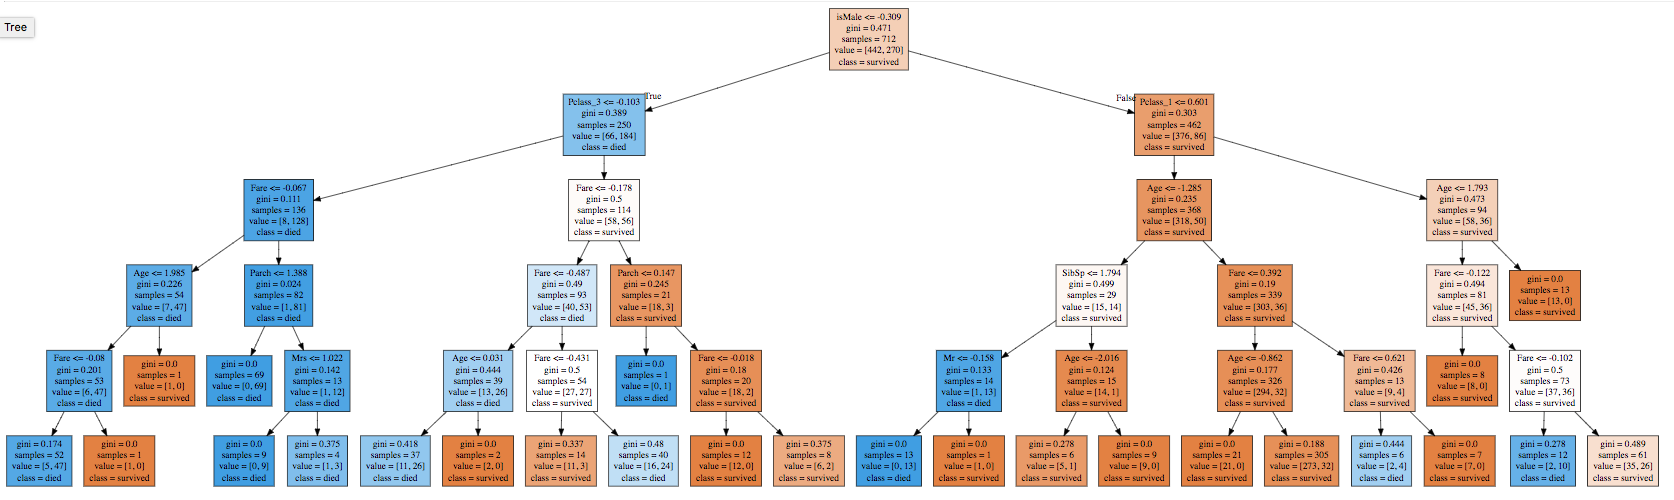 Tree
isMale <= -0.309
gini = 0.471
samples = 712
value = [442, 270]
class = survived
True
False
Pclass_3 <= -0.103
gini = 0.389
samples = 250
value = [66, 184]
class = died
Pclass_1 <= 0.601
gini = 0.303
samples = 462
value = [376, 86]
class = survived
Fare <= -0.067
gini = 0.111
samples = 136
value = [8, 128]
class = died
Fare <= -0.178
gini = 0.5
samples = 114
value = [58, 56]
class = survived
Age <= -1.285
gini = 0.235
samples = 368
value = [318, 50]
class = survived
Age <= 1.793
gini = 0.473
samples = 94
value = [58, 36]
class = survived
Age <= 1.985
gini = 0.226
samples = 54
value = [7, 47]
class = died
Parch <= 1.388
gini = 0.024
samples = 82
value = [1, 81]
class = died
Fare <= -0.487
gini = 0.49
samples = 93
value = [40, 53]
class = died
Parch <= 0.147
gini = 0.245
samples = 21
value = [18, 3]
class = survived
SibSp <= 1.794
gini = 0.499
samples = 29
value = [15, 14]
class = survived
Fare <= 0.392
gini = 0.19
samples = 339
value = [303, 36]
class = survived
Fare <= -0.122
gini = 0.494
samples = 81
value = [45, 36]
class = survived
gini = 0.0
samples = 13
value = [13, 0]
class = survived
Fare <= -0.08
gini = 0.201
samples = 53
value = [6, 47]
class = died
gini = 0.0
samples = 1
value = [1, 0]
class = survived
gini = 0.0
samples = 69
value = [0, 69]
class = died
Mrs <= 1.022
gini = 0.142
samples = 13
value = [1, 12]
class = died
Age <= 0.031
gini = 0.444
samples = 39
value = [13, 26]
class = died
Fare <= -0.431
gini = 0.5
samples = 54
value = [27, 27]
class = survived
gini = 0.0
samples = 1
value = [0, 1]
class = died
Fare <= -0.018
gini = 0.18
samples = 20
value = [18, 2]
class = survived
Mr <= -0.158
gini = 0.133
samples = 14
value = [1, 13]
class = died
Age <= -2.016
gini = 0.124
samples = 15
value = [14, 1]
class = survived
Age <= -0.862
gini = 0.177
samples = 326
value = [294, 32]
class = survived
Fare <= 0.621
gini = 0.426
samples = 13
value = [9, 4]
class = survived
gini = 0.0
samples = 8
value = [8, 0]
class = survived
Fare <= -0.102
gini = 0.5
samples = 73
value = [37, 36]
class = survived
gini = 0.174
samples = 52
value = [5, 47]
class = died
gini = 0.0
samples = 1
value = [1, 0]
class = survived
gini = 0.0
samples = 9
value = [0, 9]
class = died
gini = 0.375
samples = 4
value = [1, 3]
class = died
gini = 0.418
samples = 37
value = [11, 26]
class = died
gini = 0.0
samples = 2
value = [2, 0]
class = survived
gini = 0.337
samples = 14
value = [11, 3]
class = survived
gini = 0.48
samples = 40
value = [16, 24]
class = died
gini = 0.0
samples = 12
value = [12, 0]
class = survived
gini = 0.375
samples = 8
value = [6, 2]
class = survived
gini = 0.0
samples = 13
value = [0, 13]
class = died
gini = 0.0
samples = 1
value = [1, 0]
class = survived
gini = 0.278
samples = 6
value = [5, 1]
class = survived
gini = 0.0
samples = 9
value = [9, 0]
class = survived
gini = 0.0
samples = 21
value = [21, 0]
class = survived
gini = 0.188
samples = 305
value = [273, 32]
class = survived
gini = 0.444
samples = 6
value = [2, 4]
class = died
gini = 0.0
samples = 7
value = [7, 0]
class = survived
gini = 0.278
samples = 12
value = [2, 10]
class = died
gini = 0.489
samples = 61
value = [35, 26]
class = survived